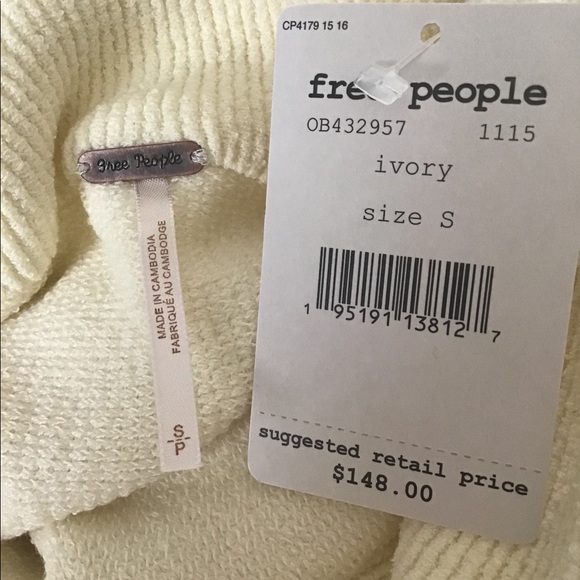 CP4179 15 16
free people
OB432957 1115
ivory
size S
1 95191 13812 7
suggested retail price
$148.00
Free People
MADE IN CAMBODIA
FABRIQUÉ AU CAMBODGE
S/P